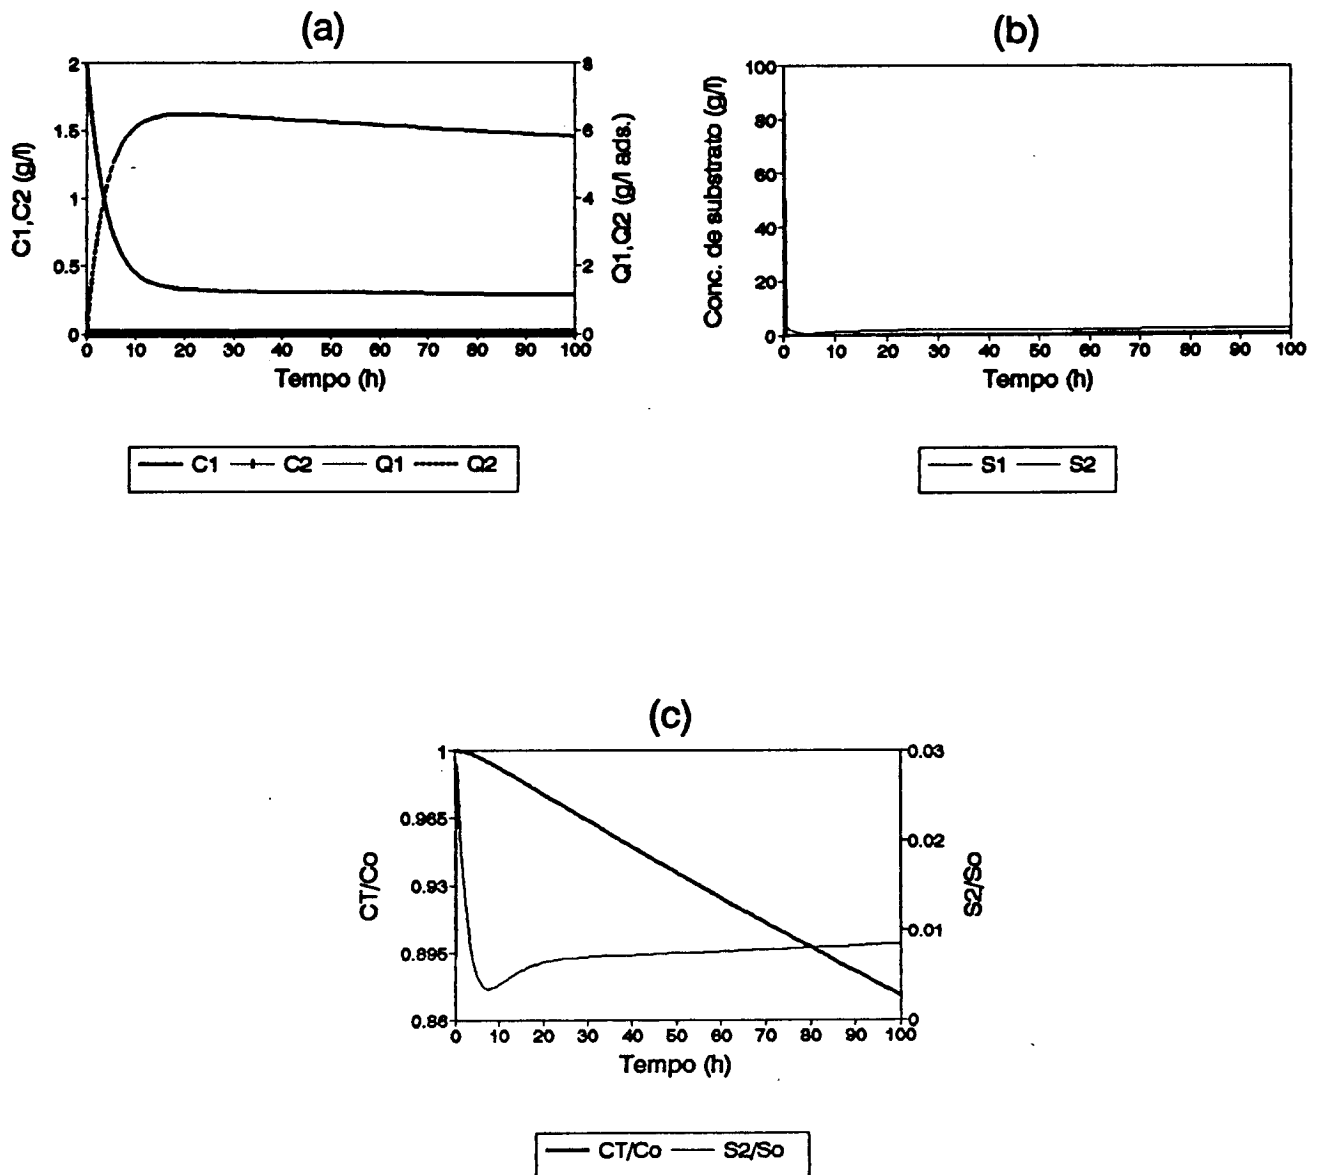 (a)
2
1.5
1
0.5
0
C1,C2 (g/l)
8
6
4
2
0
Q1,Q2 (g/l ads.)
0 10 20 30 40 50 60 70 80 90 100
Tempo (h)
C1 C2 Q1 Q2
(b)
100
80
60
40
20
0
Conc. de substrato (g/l)
0 10 20 30 40 50 60 70 80 90 100
Tempo (h)
S1 S2
(c)
1
0.965
0.93
0.895
0.86
CT/Co
0.03
0.02
0.01
0
S2/So
0 10 20 30 40 50 60 70 80 90 100
Tempo (h)
CT/Co S2/So